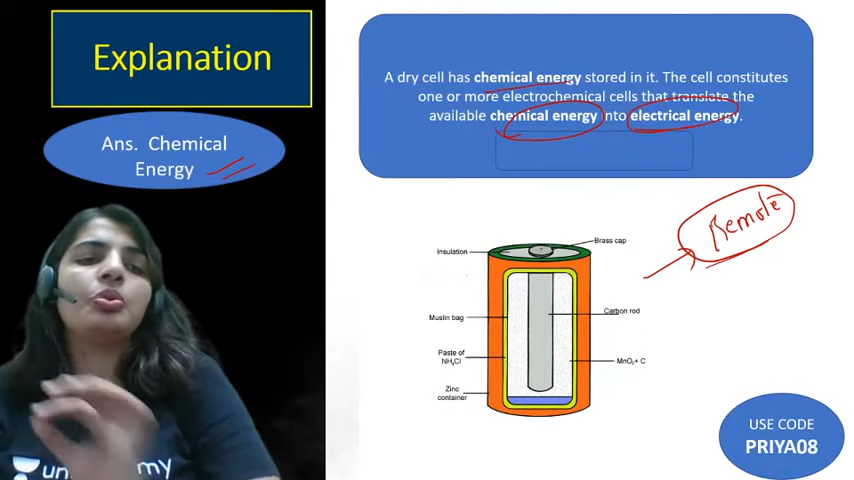 Explanation
Ans. Chemical
Energy
A dry cell has chemical energy stored in it. The cell constitutes
one or more electrochemical cells that translate the
available chemical energy into electrical energy.
Remote
Insulation
Brass cap
Muslin bag
Carbon rod
Paste of
NH₄Cl
MnO₂+ C
Zinc
container
USE CODE
PRIYA08